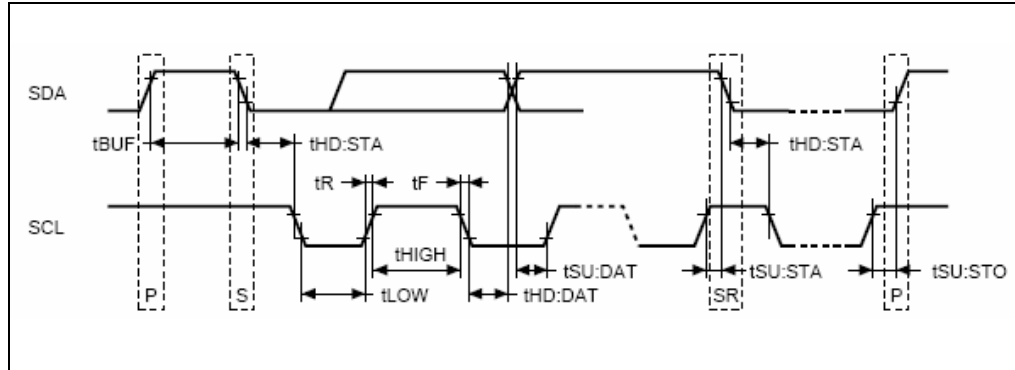 SDA
tBUF
tHD:STA
tHD:STA
tR
tF
SCL
tHIGH
tSU:DAT
tSU:STA
tSU:STO
tLOW
tHD:DAT
P
S
SR
P